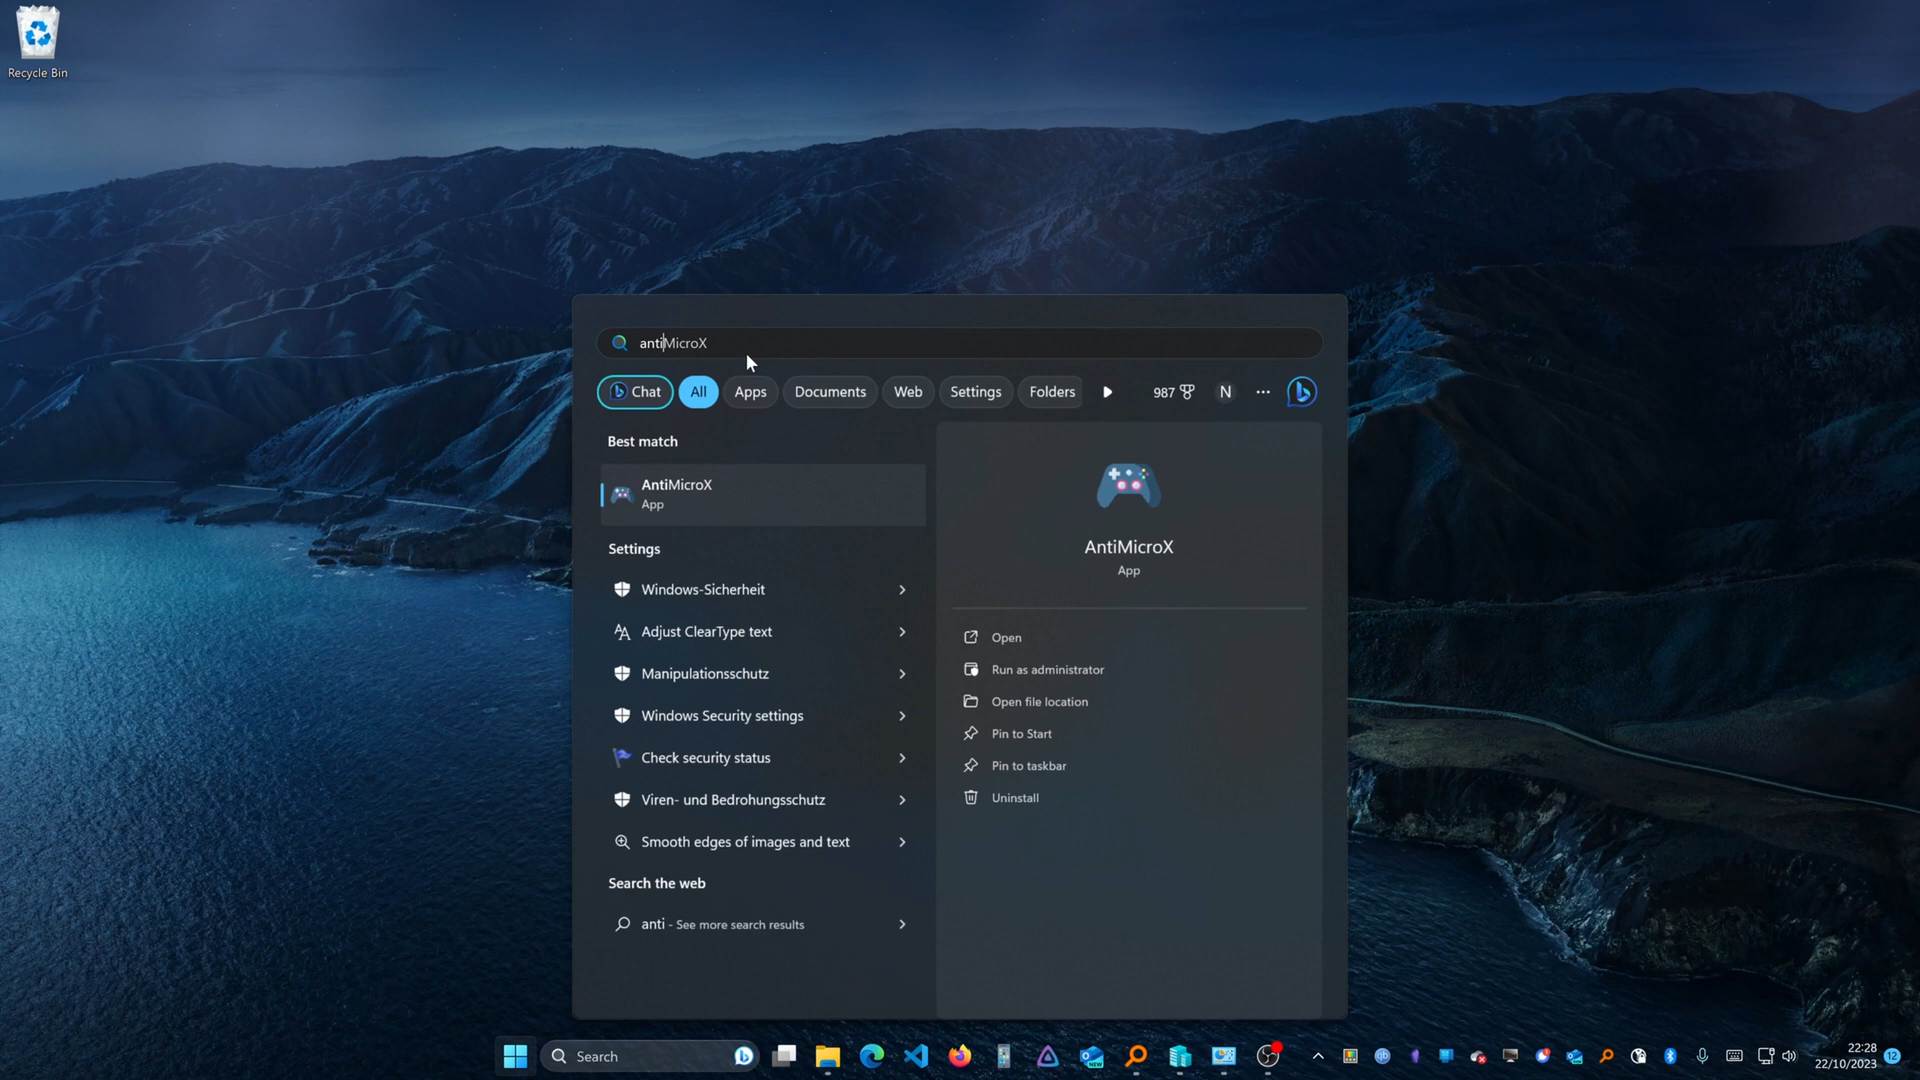 Recycle Bin
antiMicroX
Chat
All
Apps
Documents
Web
Settings
Folders
987
N
Best match
AntiMicroX
App
Settings
Windows-Sicherheit
Adjust ClearType text
Manipulationsschutz
Windows Security settings
Check security status
Viren- und Bedrohungsschutz
Smooth edges of images and text
Search the web
anti - See more search results
AntiMicroX
App
Open
Run as administrator
Open file location
Pin to Start
Pin to taskbar
Uninstall
Search
NEW
22:28
22/10/2023
12